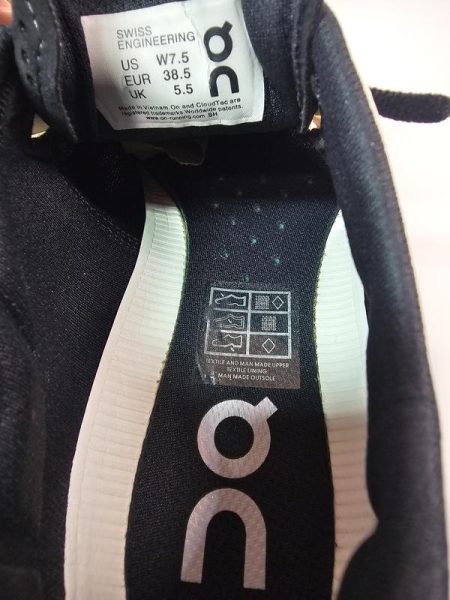 SWISS
ENGINEERING
US W7.5
EUR 38.5
UK 5.5
Made in Vietnam.On and CloudTec are
registered trademarks.Worldwide patents.
www.on-running.com SH
TEXTILE AND MAN MADE UPPER
TEXTILE LINING
MAN MADE OUTSOLE